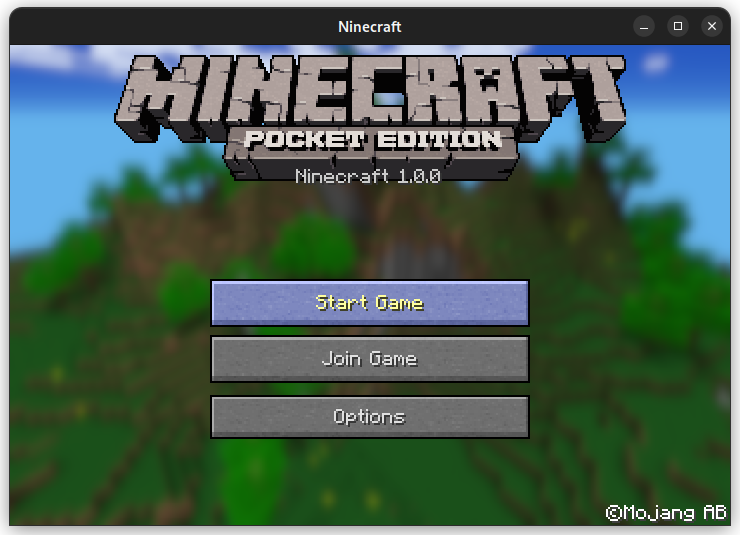 Ninecraft
MINECRAFT
POCKET EDITION
Ninecraft 1.0.0
Start Game
Join Game
Options
©Mojang AB